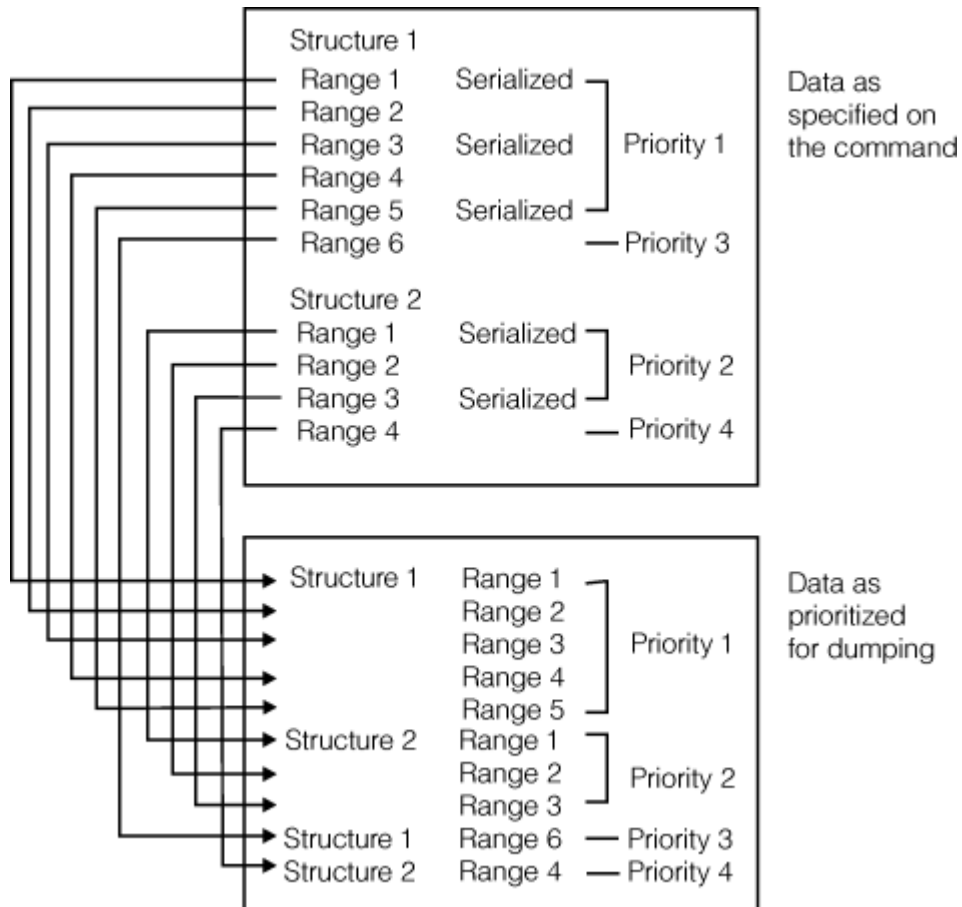 Structure 1
Range 1 Serialized
Range 2
Range 3 Serialized Priority 1
Range 4
Range 5 Serialized
Range 6 Priority 3
Structure 2
Range 1 Serialized
Range 2 Priority 2
Range 3 Serialized
Range 4 Priority 4
Data as
specified on
the command
Structure 1 Range 1
Range 2
Range 3 Priority 1
Range 4
Range 5
Structure 2 Range 1
Range 2 Priority 2
Range 3
Structure 1 Range 6 Priority 3
Structure 2 Range 4 Priority 4
Data as
prioritized
for dumping